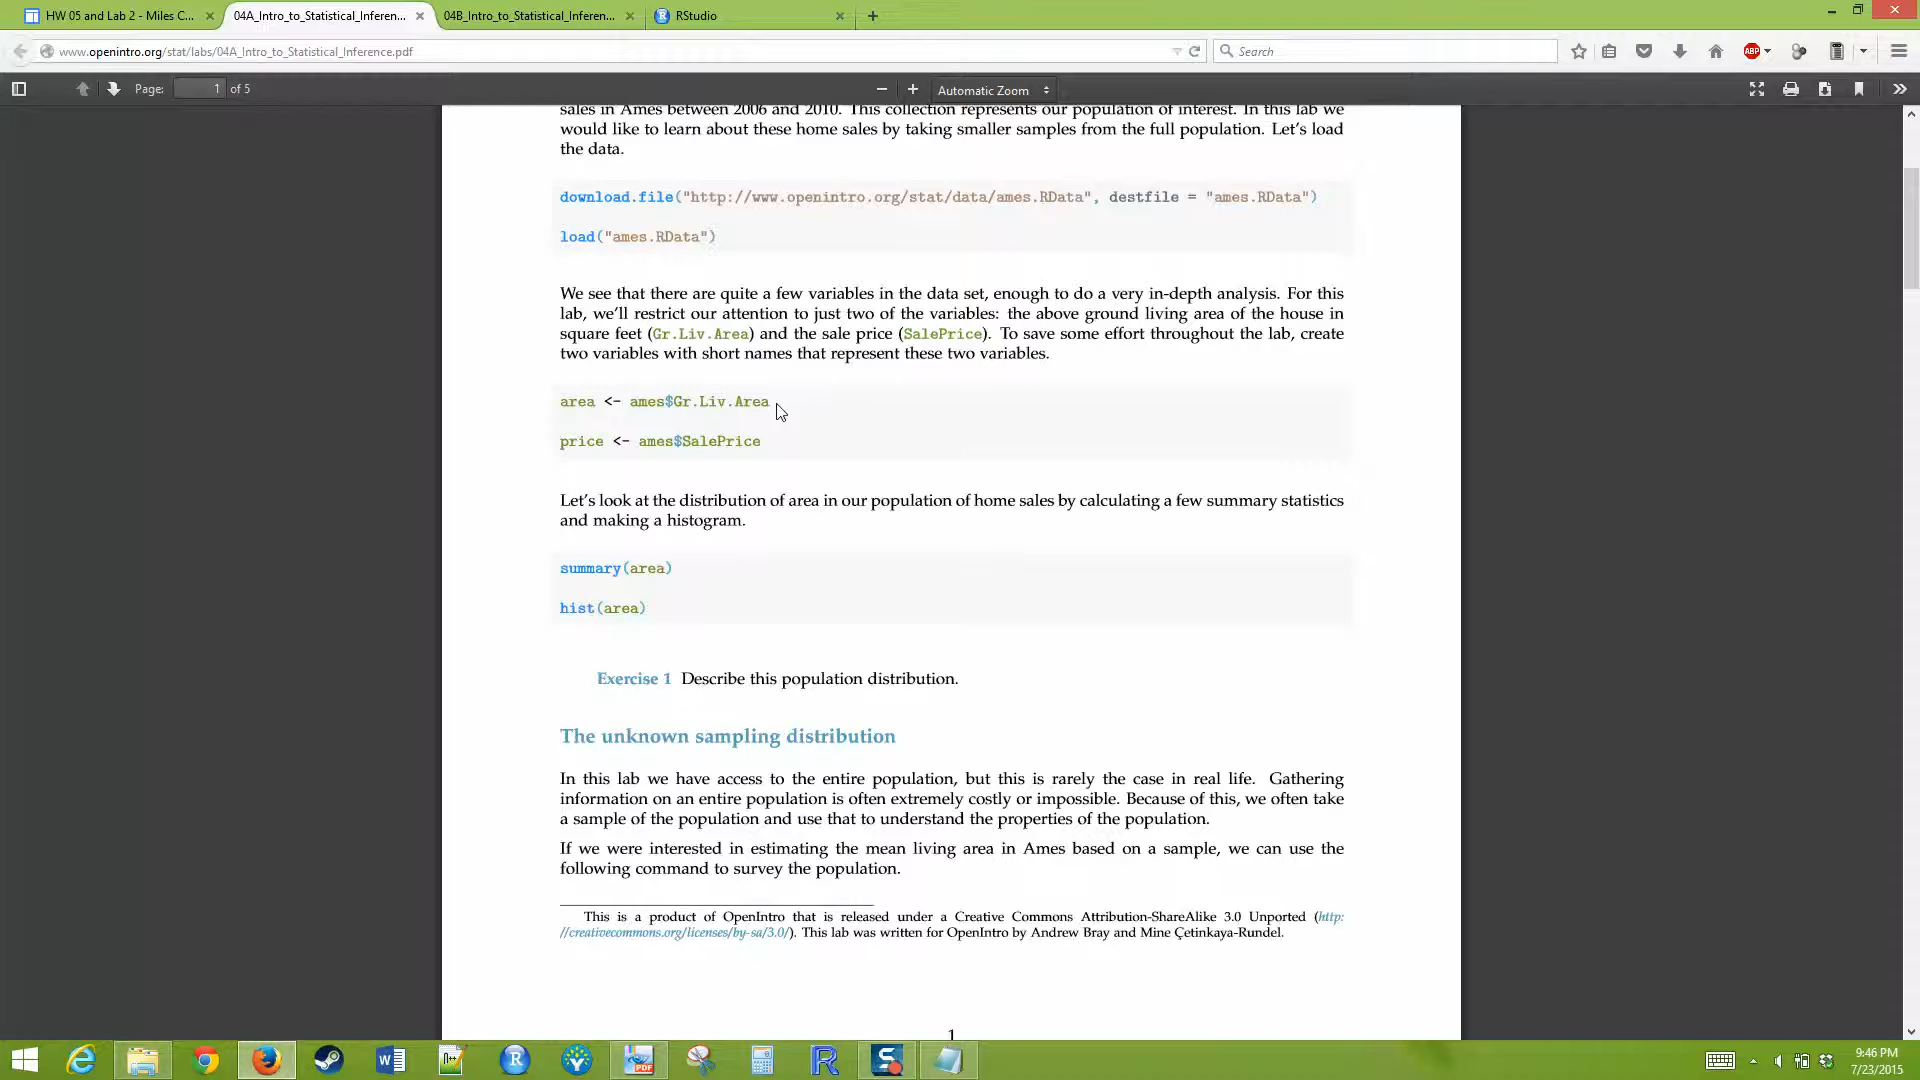 HW 05 and Lab 2 - Miles C...
04A_Intro_to_Statistical_Inferen...
04B_Intro_to_Statistical_Inferen...
RStudio
www.openintro.org/stat/labs/04A_Intro_to_Statistical_Inference.pdf
Search
ABP
Page: 1 of 5
Automatic Zoom
sales in Ames between 2006 and 2010. This collection represents our population of interest. In this lab we
would like to learn about these home sales by taking smaller samples from the full population. Let's load
the data.
download.file("http://www.openintro.org/stat/data/ames.RData", destfile = "ames.RData")
load("ames.RData")
We see that there are quite a few variables in the data set, enough to do a very in-depth analysis. For this
lab, we'll restrict our attention to just two of the variables: the above ground living area of the house in
square feet (Gr.Liv.Area) and the sale price (SalePrice). To save some effort throughout the lab, create
two variables with short names that represent these two variables.
area <- ames$Gr.Liv.Area
price <- ames$SalePrice
Let's look at the distribution of area in our population of home sales by calculating a few summary statistics
and making a histogram.
summary(area)
hist(area)
Exercise 1 Describe this population distribution.
The unknown sampling distribution
In this lab we have access to the entire population, but this is rarely the case in real life. Gathering
information on an entire population is often extremely costly or impossible. Because of this, we often take
a sample of the population and use that to understand the properties of the population.
If we were interested in estimating the mean living area in Ames based on a sample, we can use the
following command to survey the population.
This is a product of OpenIntro that is released under a Creative Commons Attribution-ShareAlike 3.0 Unported (http:
//creativecommons.org/licenses/by-sa/3.0/). This lab was written for OpenIntro by Andrew Bray and Mine Çetinkaya-Rundel.
1
9:46 PM
7/23/2015